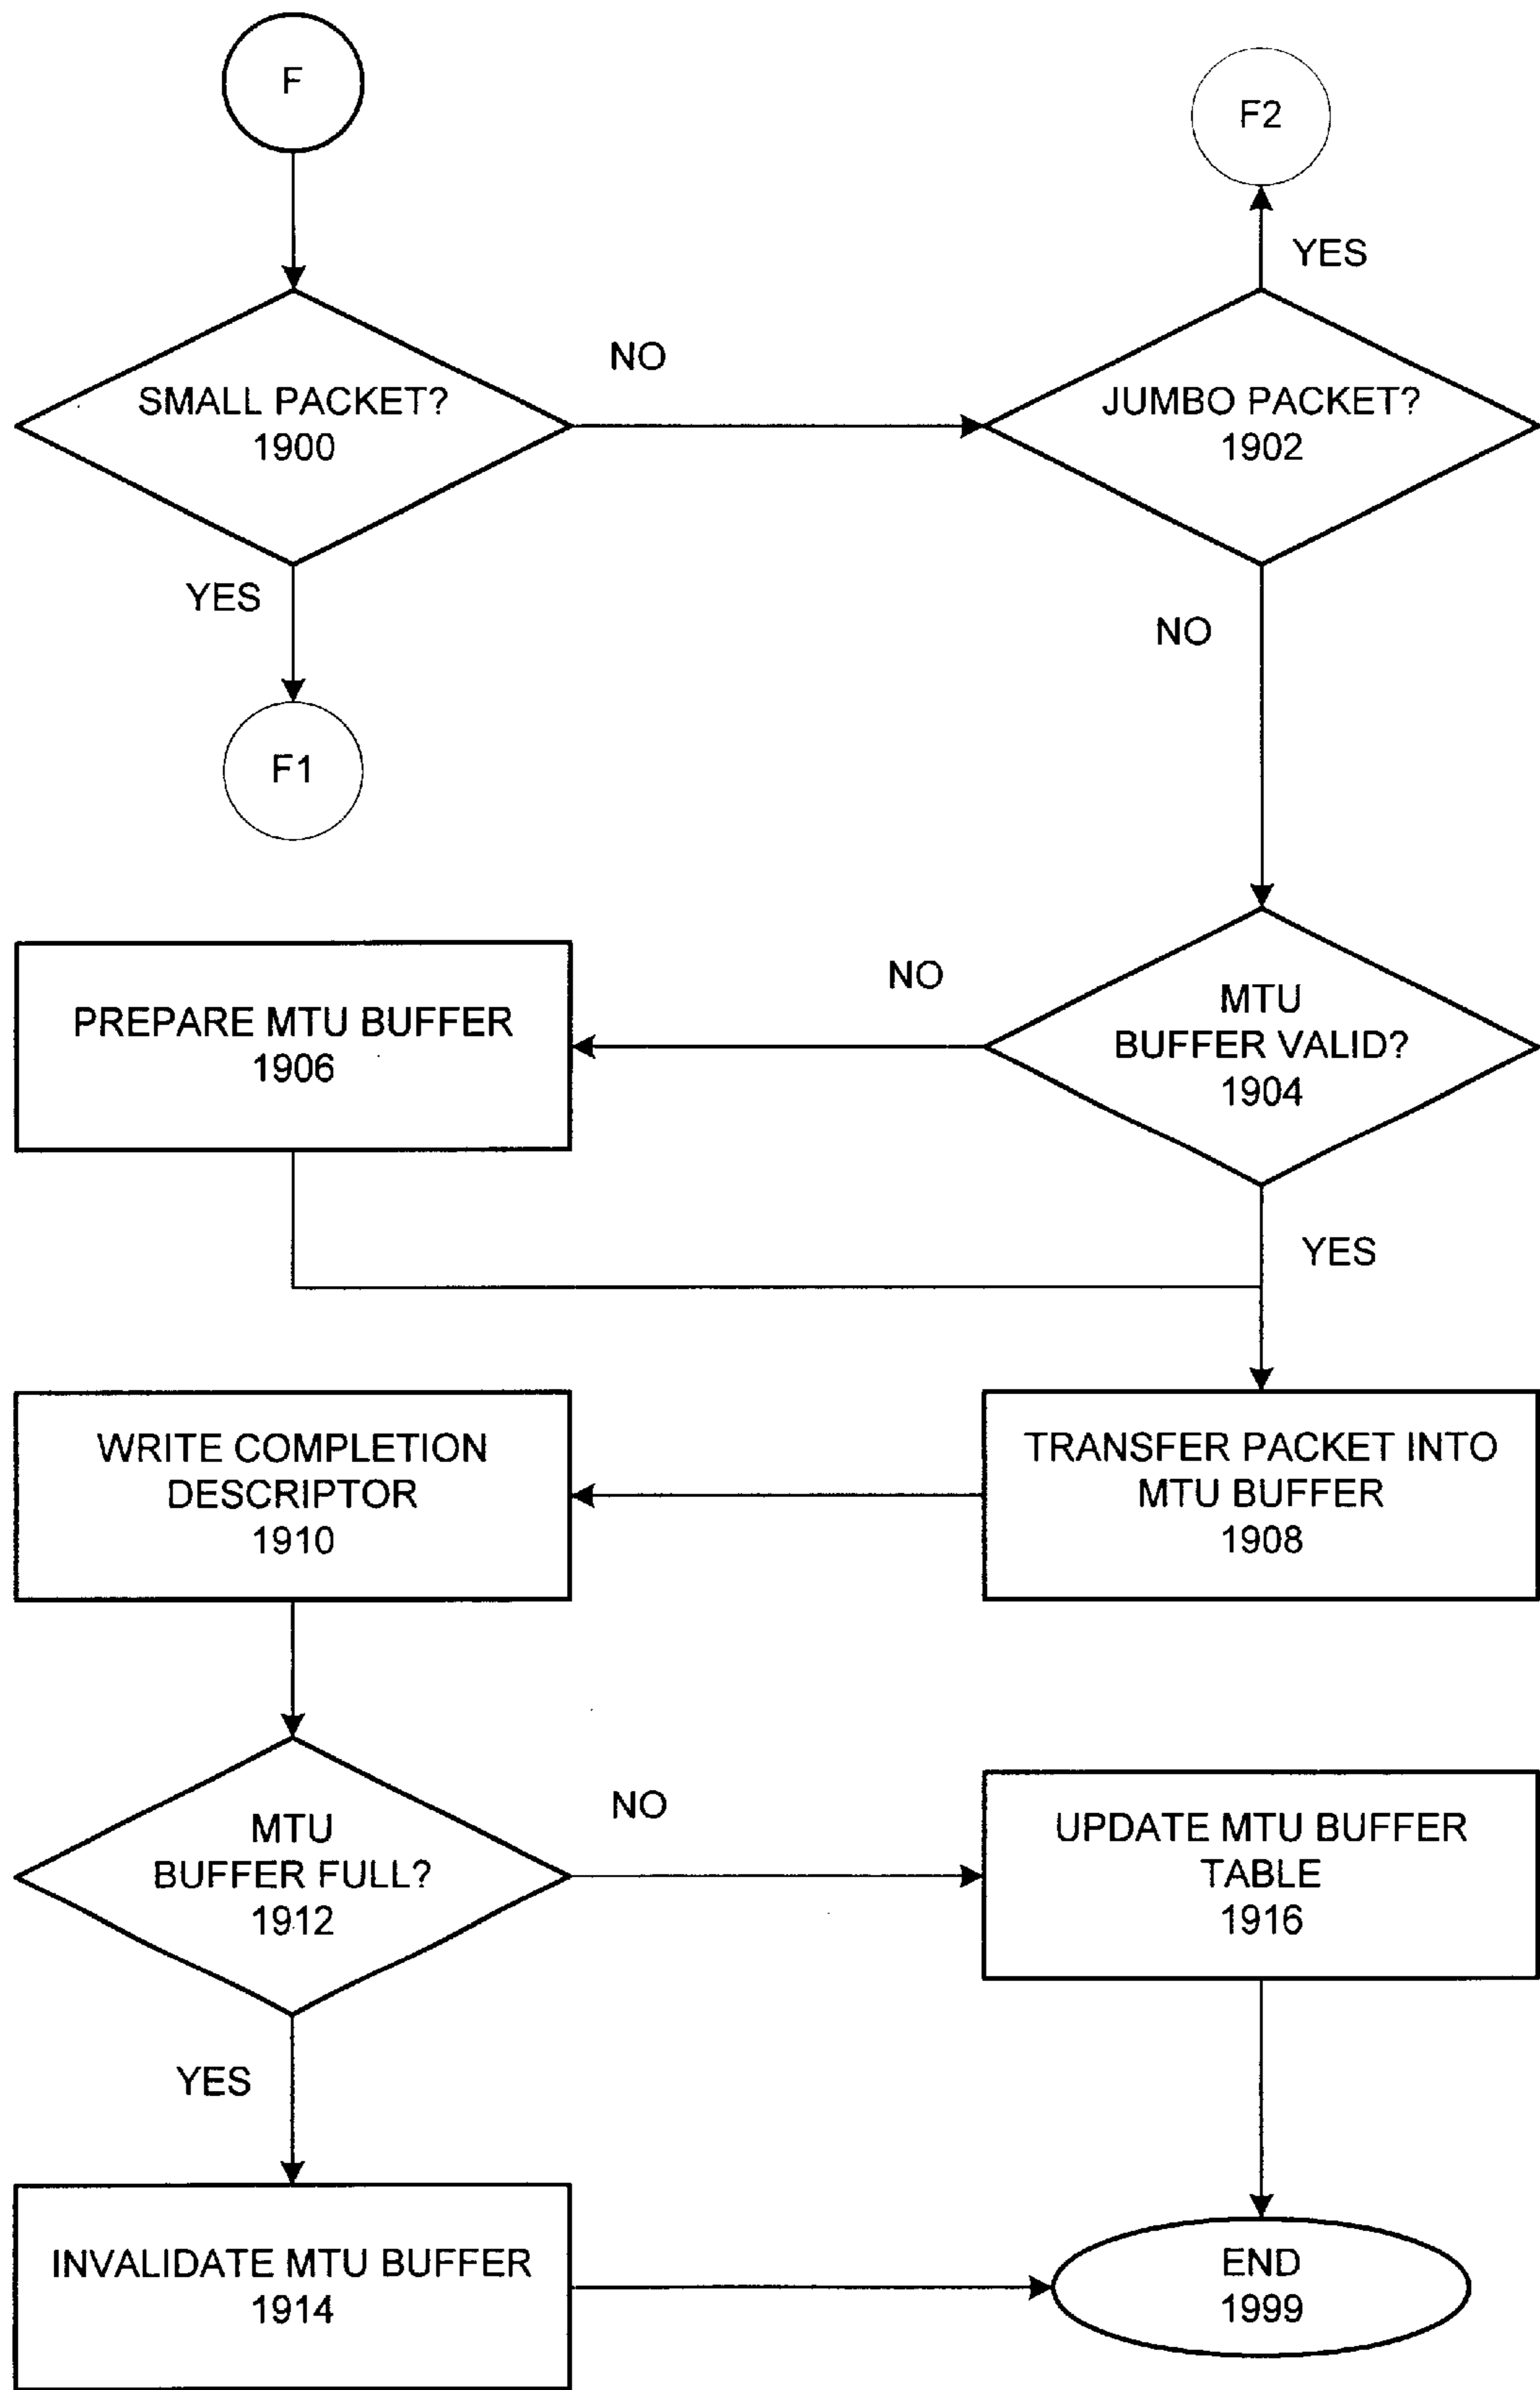 F
F2
YES
SMALL PACKET?
1900
NO
JUMBO PACKET?
1902
YES
NO
F1
PREPARE MTU BUFFER
1906
NO
MTU
BUFFER VALID?
1904
YES
WRITE COMPLETION
DESCRIPTOR
1910
TRANSFER PACKET INTO
MTU BUFFER
1908
MTU
BUFFER FULL?
1912
NO
UPDATE MTU BUFFER
TABLE
1916
YES
INVALIDATE MTU BUFFER
1914
END
1999